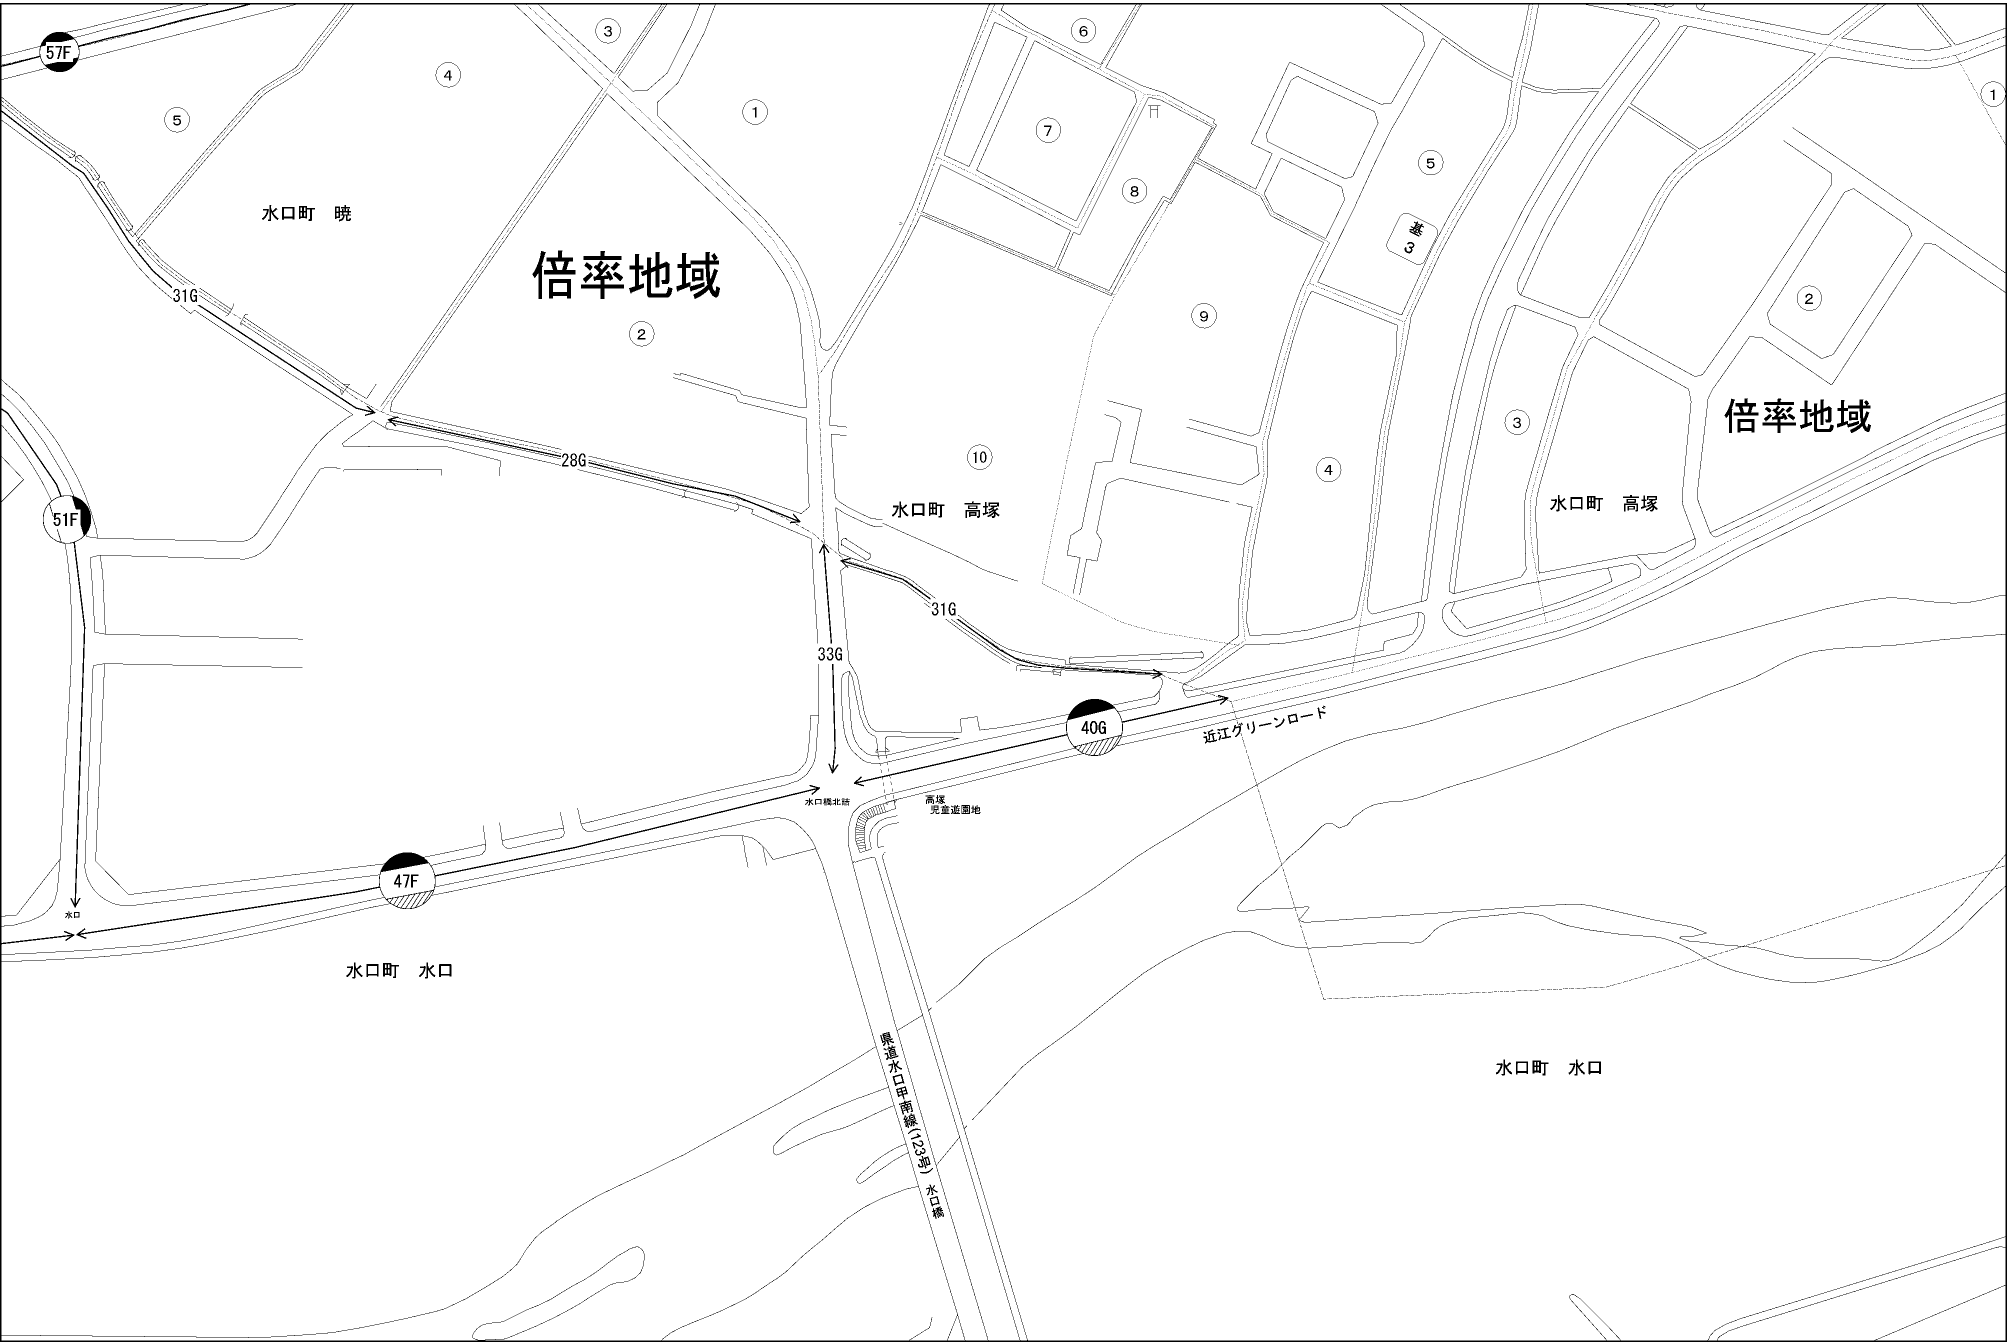 57F
3
6
4
1
1
5
7
5
8
水口町　暁
基
3
倍率地域
31G
2
9
2
倍率地域
3
28G
10
4
水口町　高塚
水口町　高塚
51F
31G
33G
40G
近江グリーンロード
水口橋北詰
高塚
児童遊園地
47F
水口
水口町　水口
県道水口甲南線(123号)　水口橋
水口町　水口